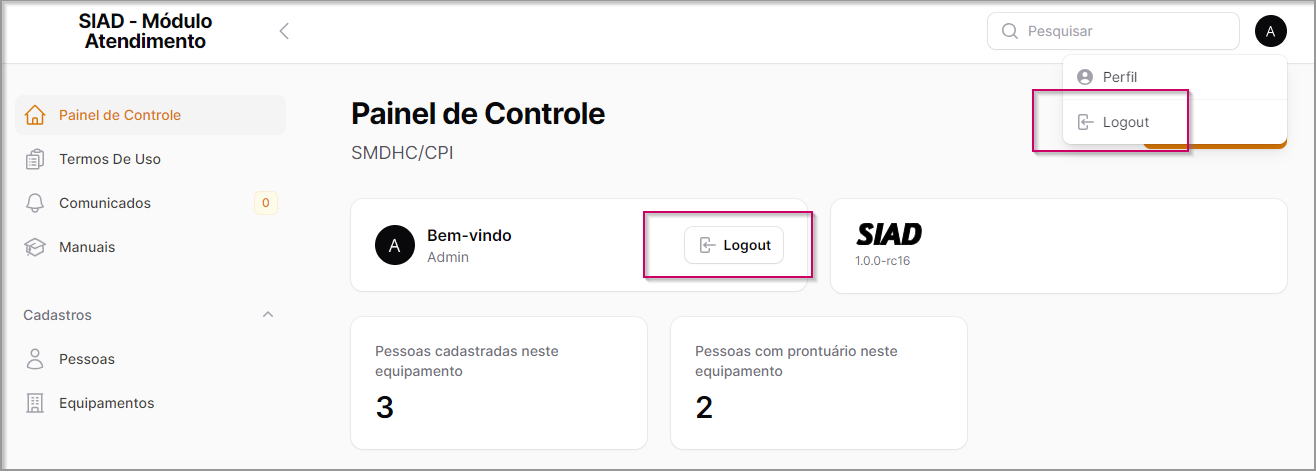 SIAD - Módulo
Atendimento
Pesquisar
A
Perfil
Logout
Painel de Controle
Termos De Uso
Comunicados
0
Manuais
Cadastros
Pessoas
Equipamentos
Painel de Controle
SMDHC/CPI
A
Bem-vindo
Admin
Logout
SIAD
1.0.0-rc16
Pessoas cadastradas neste
equipamento
3
Pessoas com prontuário neste
equipamento
2